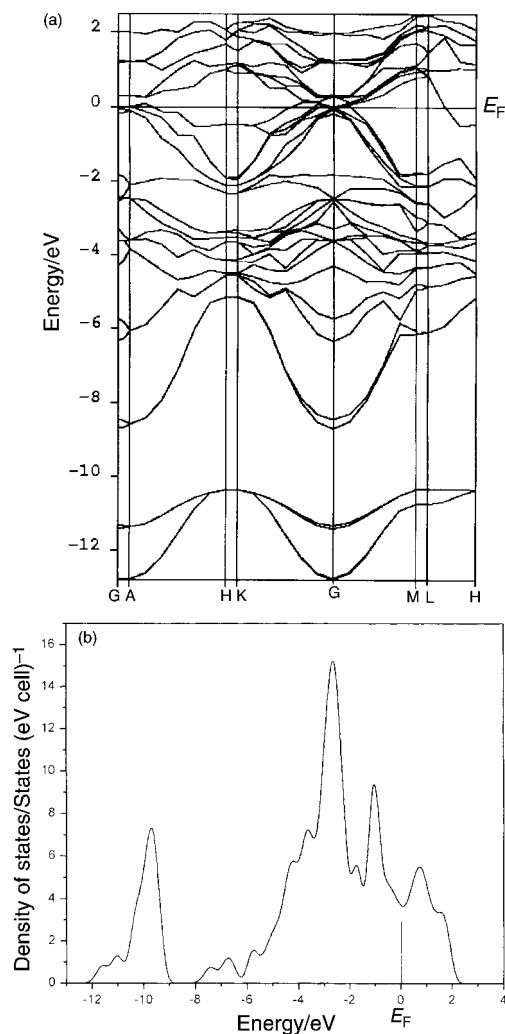 (a)
2
0
−2
−4
−6
−8
−10
−12
Energy/eV
E_F
G A H K G M L H
(b)
16
14
12
10
8
6
4
2
0
Density of states/States (eV cell)⁻¹
−12 −10 −8 −6 −4 −2 0 2 4
E_F
Energy/eV